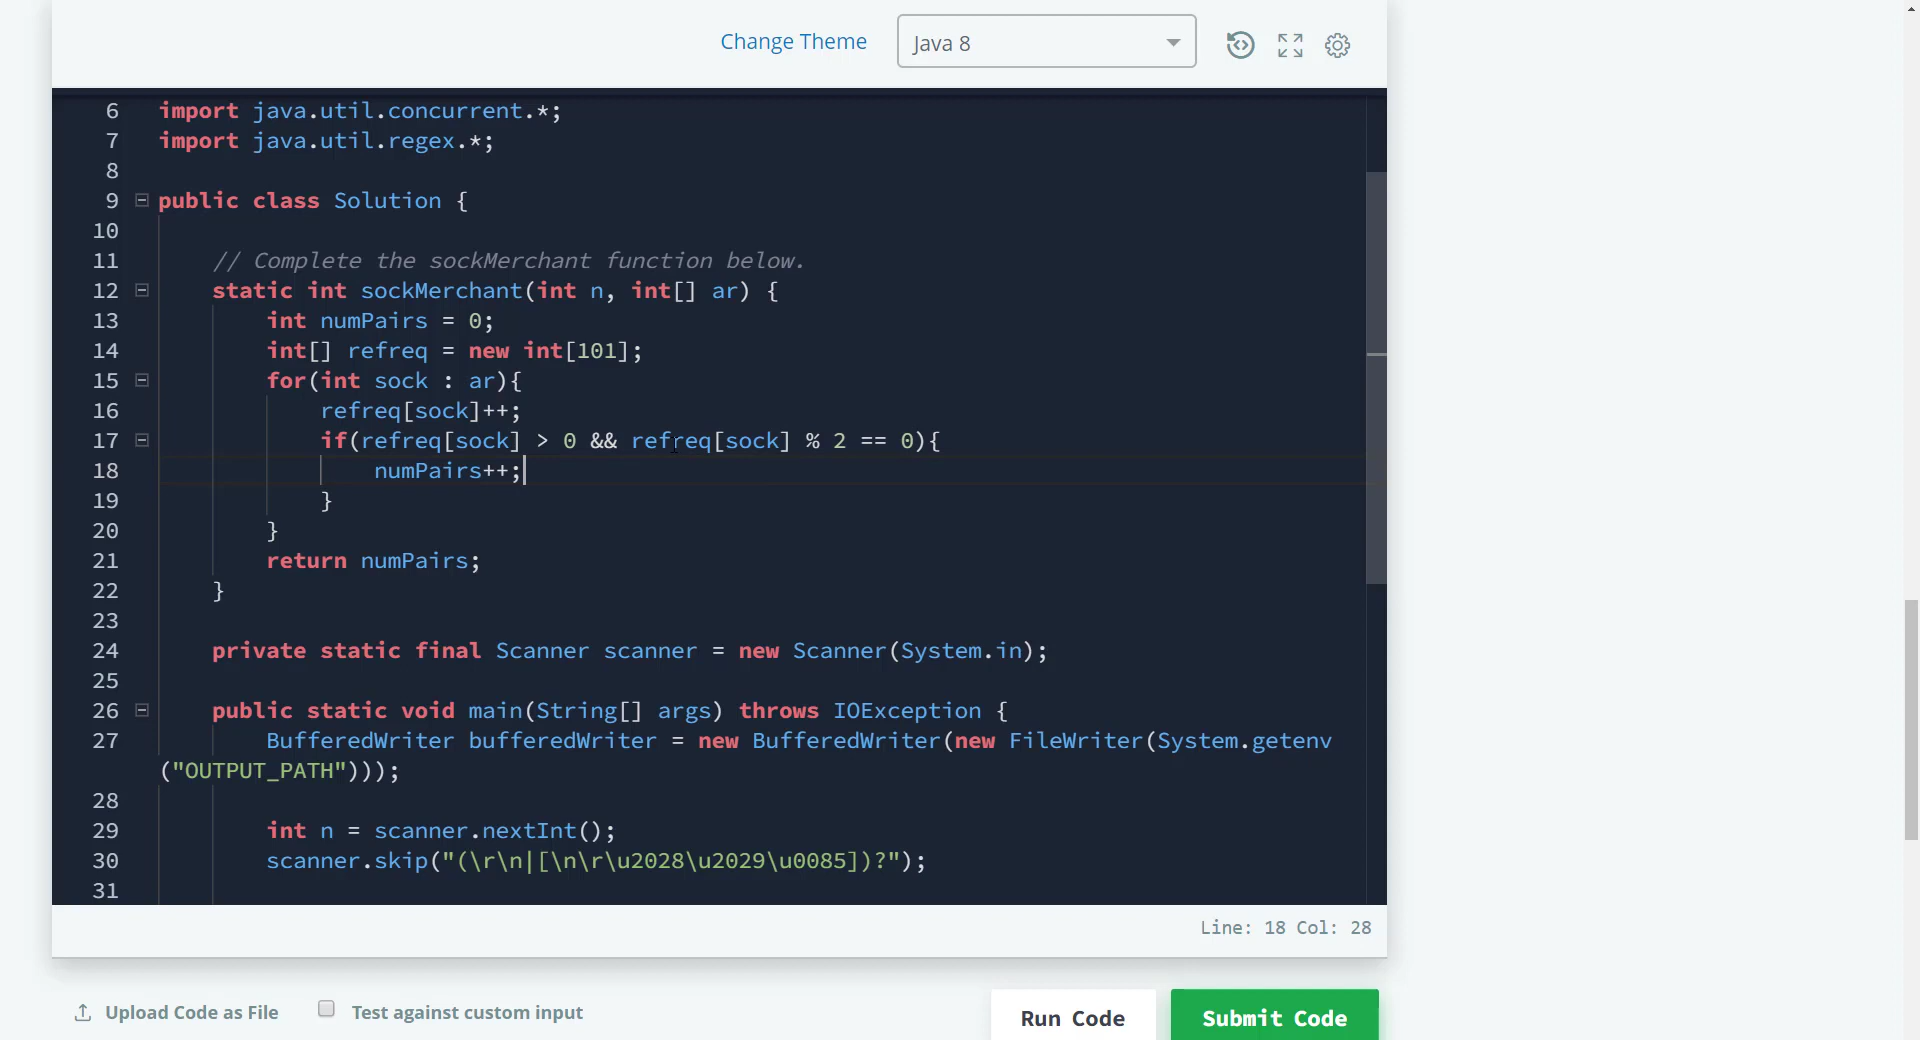 Change Theme Java 8
6 import java.util.concurrent.*;
7 import java.util.regex.*;
8
9 public class Solution {
10
11 // Complete the sockMerchant function below.
12 static int sockMerchant(int n, int[] ar) {
13 int numPairs = 0;
14 int[] refreq = new int[101];
15 for(int sock : ar){
16 refreq[sock]++;
17 if(refreq[sock] > 0 && refreq[sock] % 2 == 0){
18 numPairs++;
19 }
20 }
21 return numPairs;
22 }
23
24 private static final Scanner scanner = new Scanner(System.in);
25
26 public static void main(String[] args) throws IOException {
27 BufferedWriter bufferedWriter = new BufferedWriter(new FileWriter(System.getenv
("OUTPUT_PATH")));
28
29 int n = scanner.nextInt();
30 scanner.skip("(\r\n|[\n\r\u2028\u2029\u0085])?");
31
Line: 18 Col: 28
Upload Code as File Test against custom input Run Code Submit Code